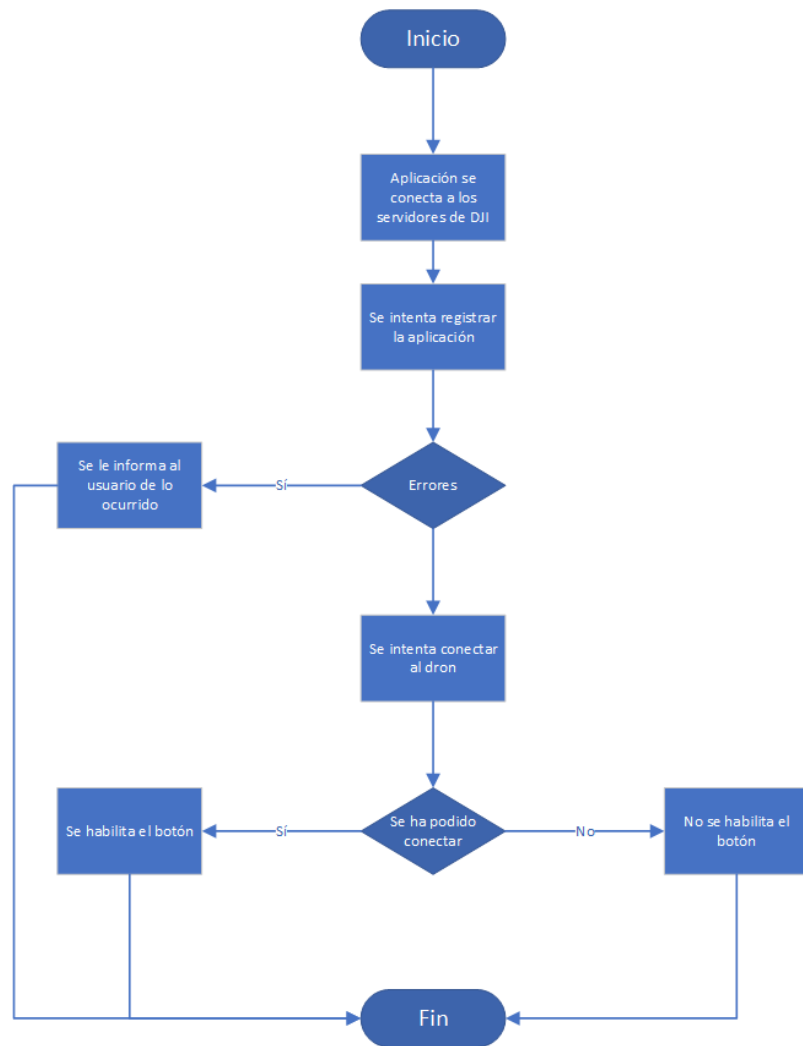 Inicio
Aplicación se
conecta a los
servidores de DJI
Se intenta registrar
la aplicación
Errores
Sí
Se le informa al
usuario de lo
ocurrido
Se intenta conectar
al dron
Se ha podido
conectar
Sí
Se habilita el botón
No
No se habilita el
botón
Fin